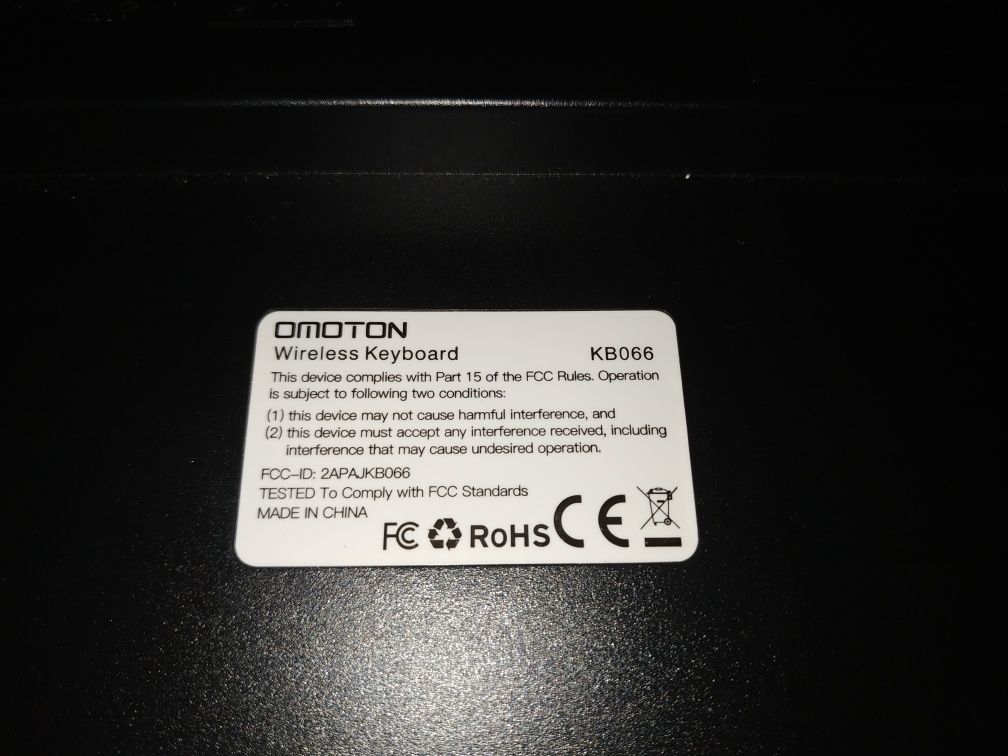 OMOTON
Wireless Keyboard KB066
This device complies with Part 15 of the FCC Rules. Operation
is subject to following two conditions:
(1) this device may not cause harmful interference, and
(2) this device must accept any interference received, including
interference that may cause undesired operation.
FCC-ID: 2APAJKB066
TESTED To Comply with FCC Standards
MADE IN CHINA
FC RoHS CE